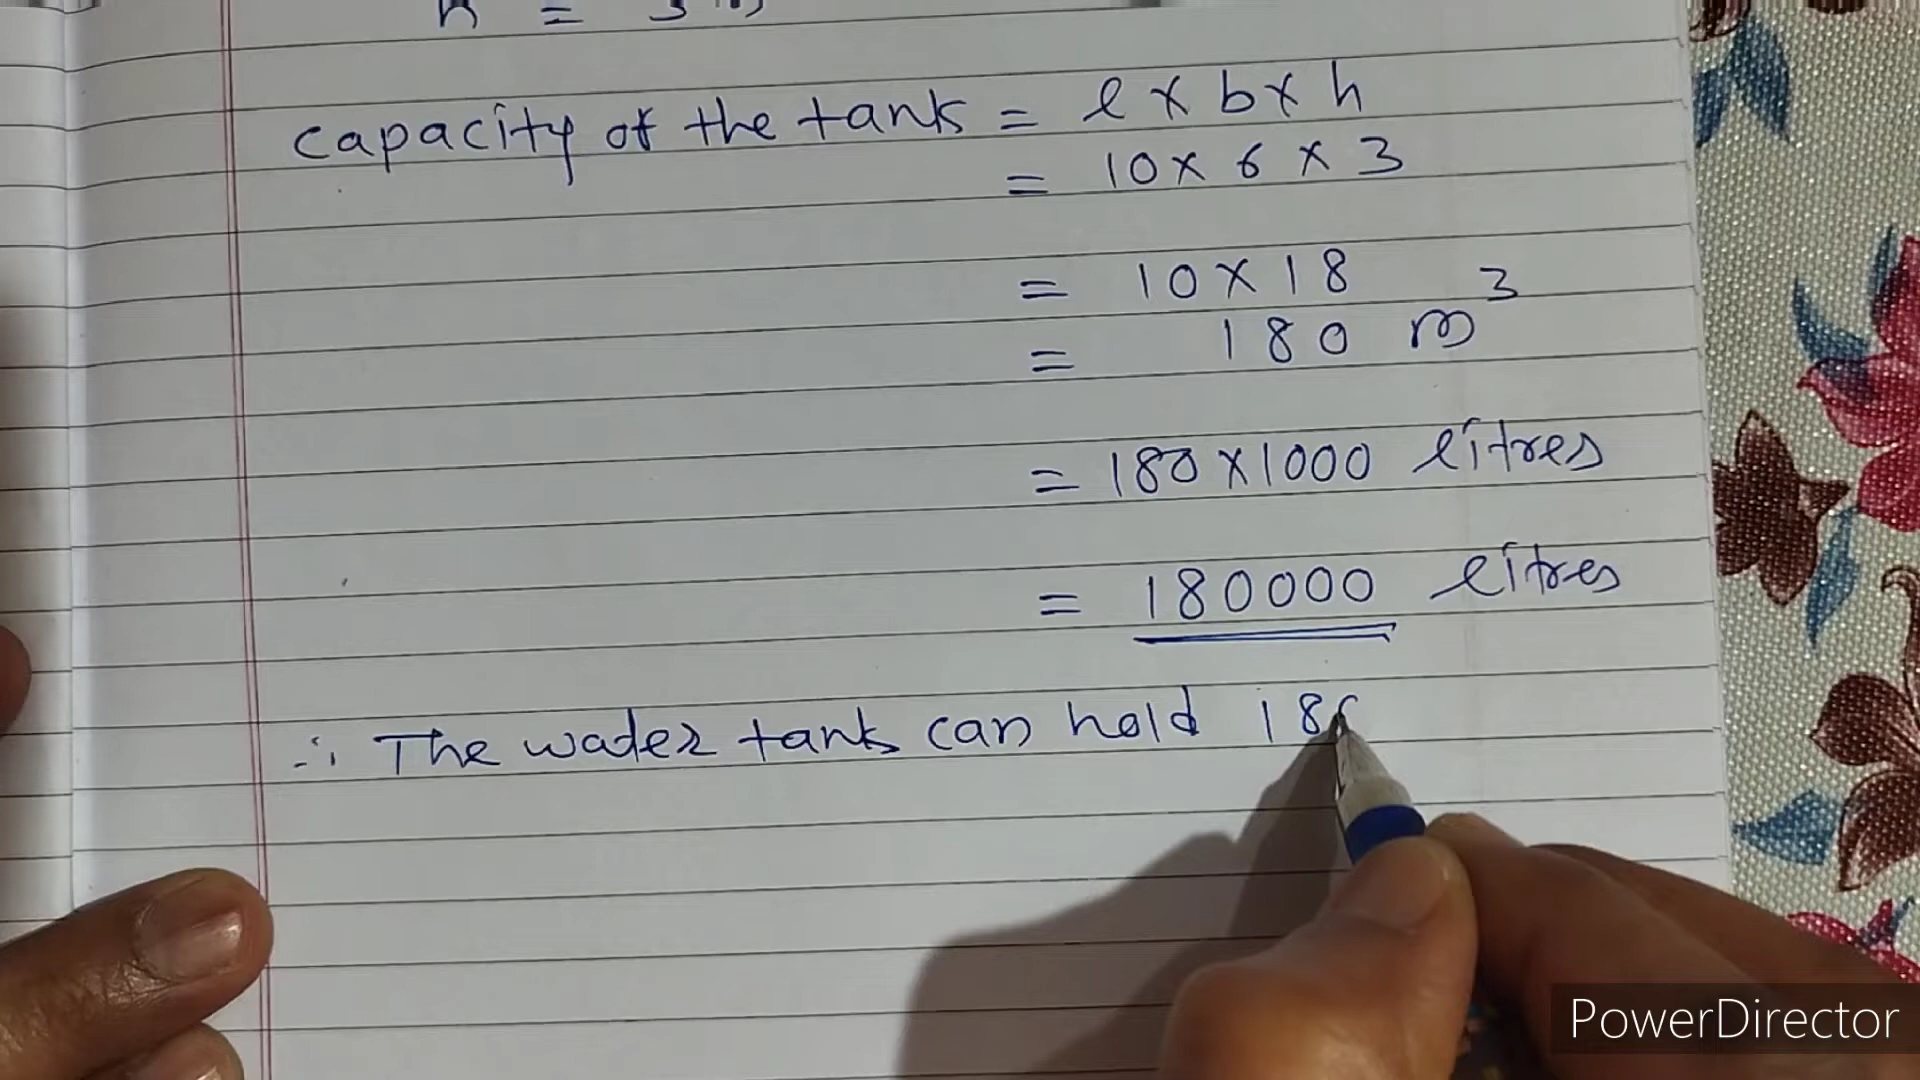 capacity of the tank = l × b × h
= 10 × 6 × 3
= 10 × 18
= 180 m³
= 180 × 1000 litres
= 180000 litres
∴ The water tank can hold 180
PowerDirector